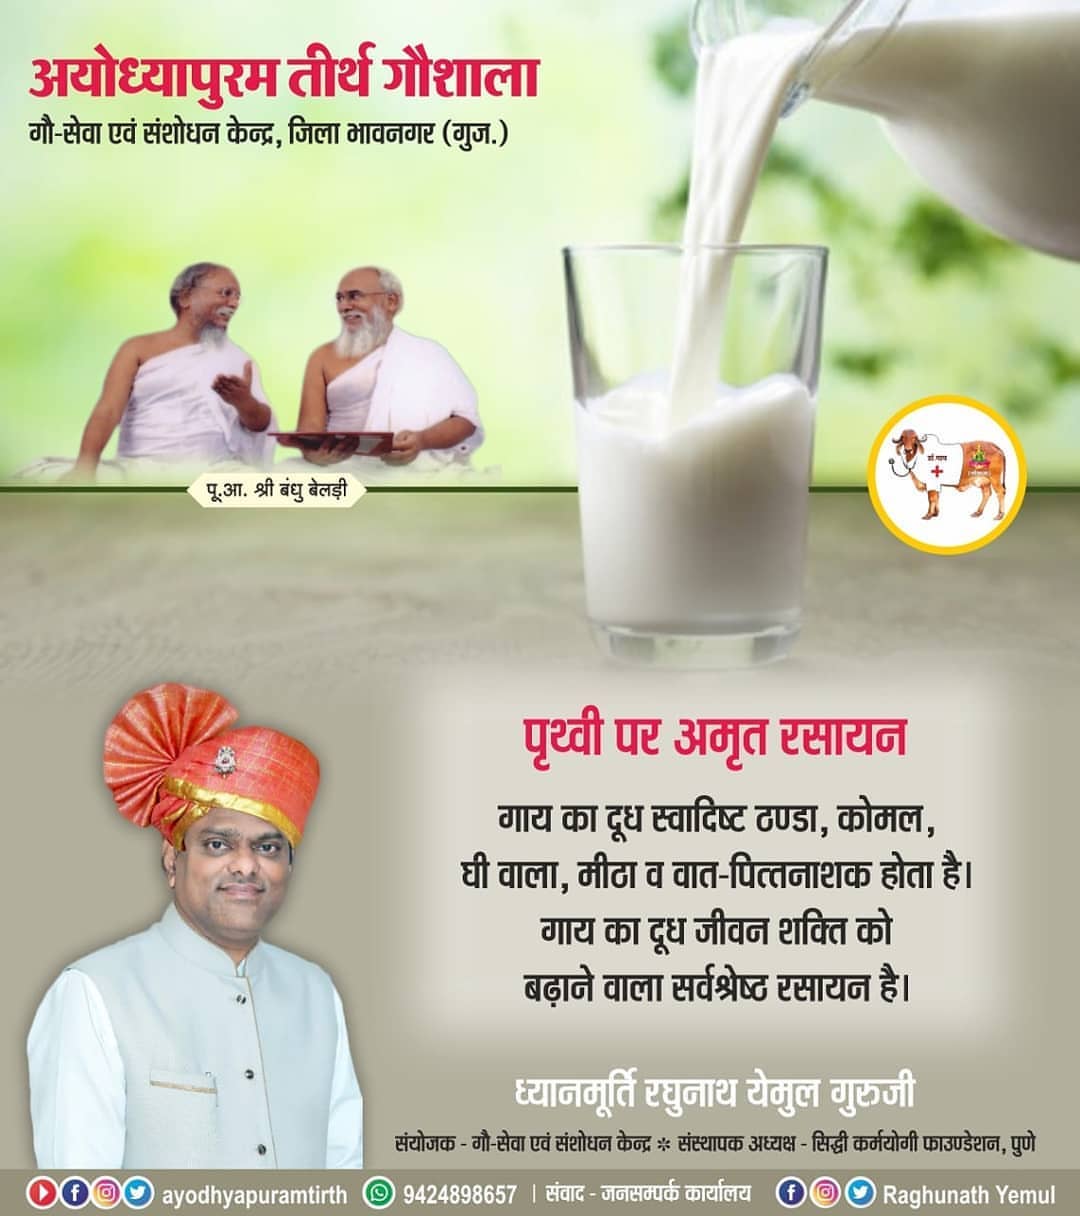 अयोध्यापुरम तीर्थ गौशाला
गौ-सेवा एवं संशोधन केन्द्र, जिला भावनगर (गुज.)
पू.आ. श्री बंधु बेलड़ी
पृथ्वी पर अमृत रसायन
गाय का दूध स्वादिष्ट ठण्डा, कोमल,
घी वाला, मीठा व वात-पित्तनाशक होता है।
गाय का दूध जीवन शक्ति को
बढ़ाने वाला सर्वश्रेष्ठ रसायन है।
ध्यानमूर्ति रघुनाथ येमुल गुरुजी
संयोजक - गौ-सेवा एवं संशोधन केन्द्र * संस्थापक अध्यक्ष - सिद्धी कर्मयोगी फाउण्डेशन, पुणे
ayodhyapuramtirth 9424898657 | संवाद - जनसम्पर्क कार्यालय Raghunath Yemul